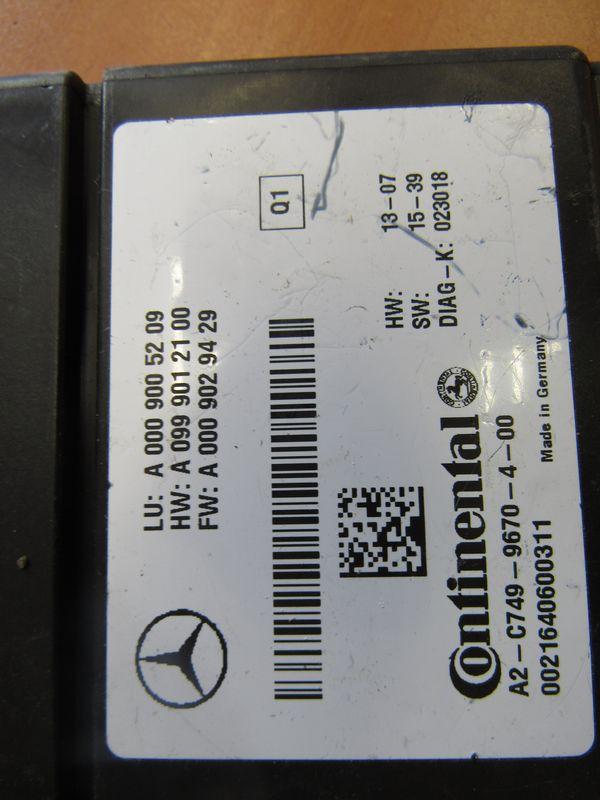 LU: A 000 900 52 09
HW: A 099 901 21 00
FW: A 000 902 94 29
Q1
HW: 13-07
SW: 15-39
DIAG-K: 023018
Continental
A2-C749-9670-4-00
0021640600311
Made in Germany